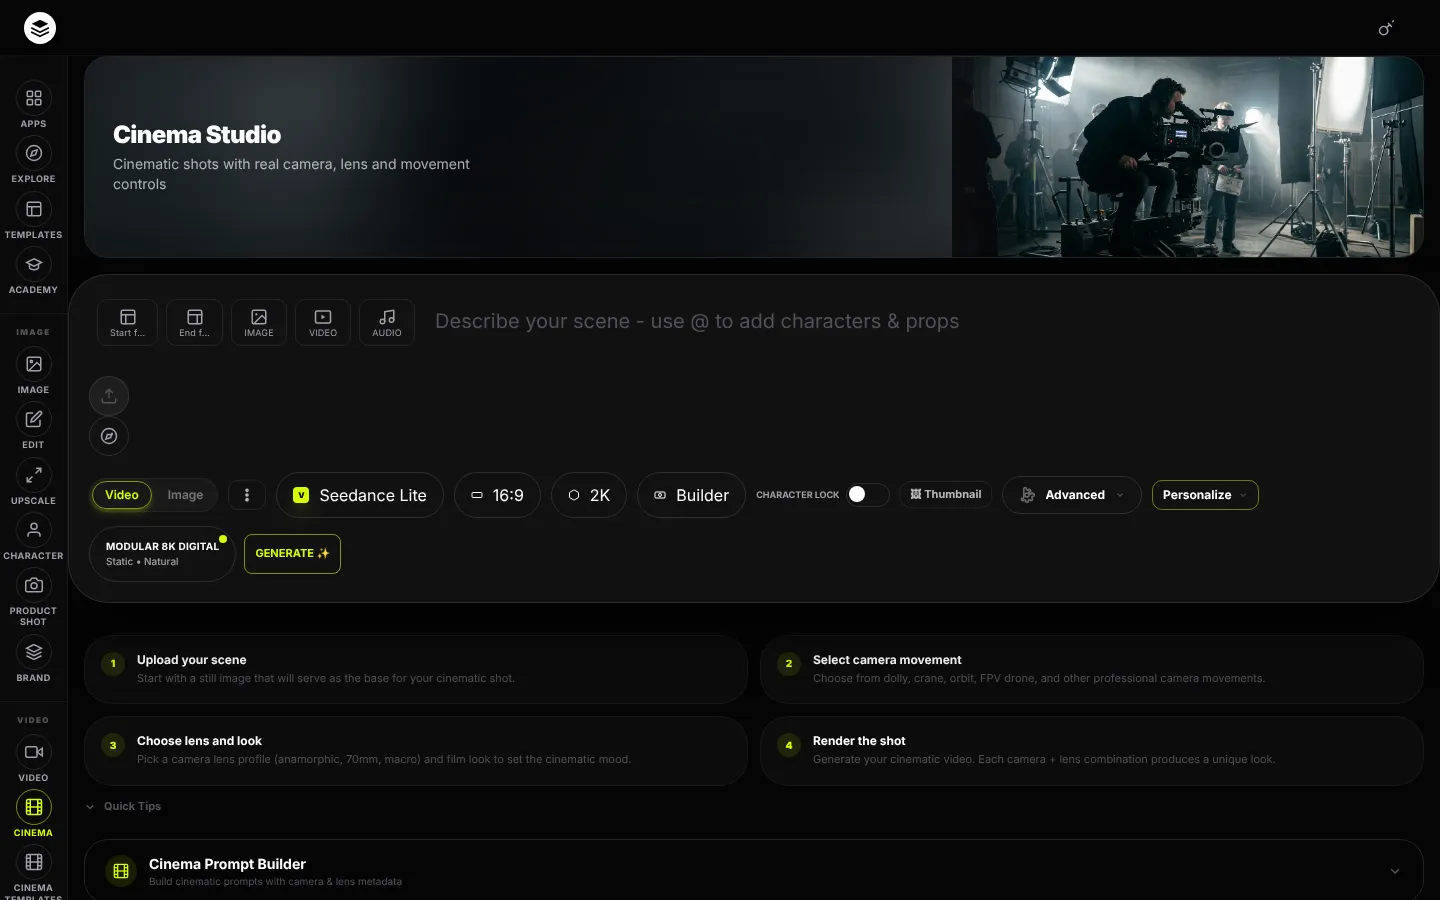 Cinema Studio
Cinematic shots with real camera, lens and movement
controls
APPS
EXPLORE
TEMPLATES
ACADEMY
IMAGE
IMAGE
EDIT
UPSCALE
CHARACTER
PRODUCT
SHOT
BRAND
VIDEO
VIDEO
CINEMA
CINEMA
TEMPLATES
Start f...
End f...
IMAGE
VIDEO
AUDIO
Describe your scene - use @ to add characters & props
Video
Image
V
Seedance Lite
16:9
2K
Builder
CHARACTER LOCK
Thumbnail
Advanced
Personalize
MODULAR 8K DIGITAL
Static • Natural
GENERATE ✨
1
Upload your scene
Start with a still image that will serve as the base for your cinematic shot.
2
Select camera movement
Choose from dolly, crane, orbit, FPV drone, and other professional camera movements.
3
Choose lens and look
Pick a camera lens profile (anamorphic, 70mm, macro) and film look to set the cinematic mood.
4
Render the shot
Generate your cinematic video. Each camera + lens combination produces a unique look.
Quick Tips
Cinema Prompt Builder
Build cinematic prompts with camera & lens metadata